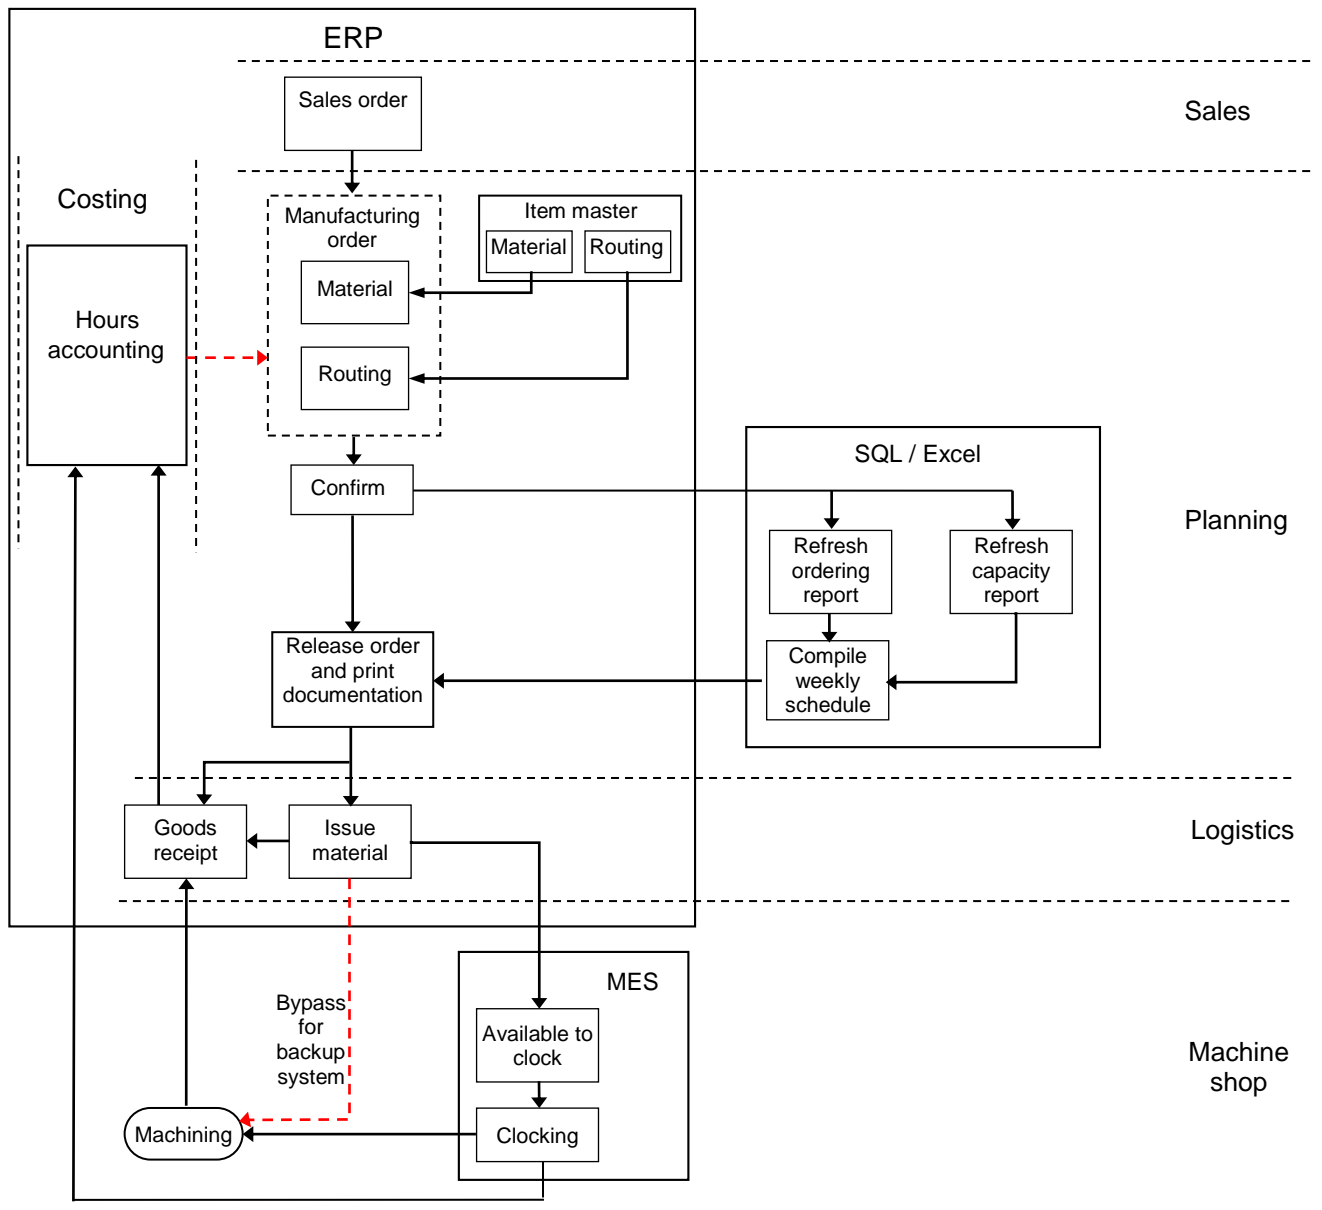 ERP
Sales order
Sales
Costing
Manufacturing
order
Item master
Material
Routing
Material
Hours
accounting
Routing
SQL / Excel
Confirm
Planning
Refresh
ordering
report
Refresh
capacity
report
Release order
and print
documentation
Compile
weekly
schedule
Goods
receipt
Issue
material
Logistics
MES
Bypass
for
backup
system
Available to
clock
Machine
shop
Machining
Clocking